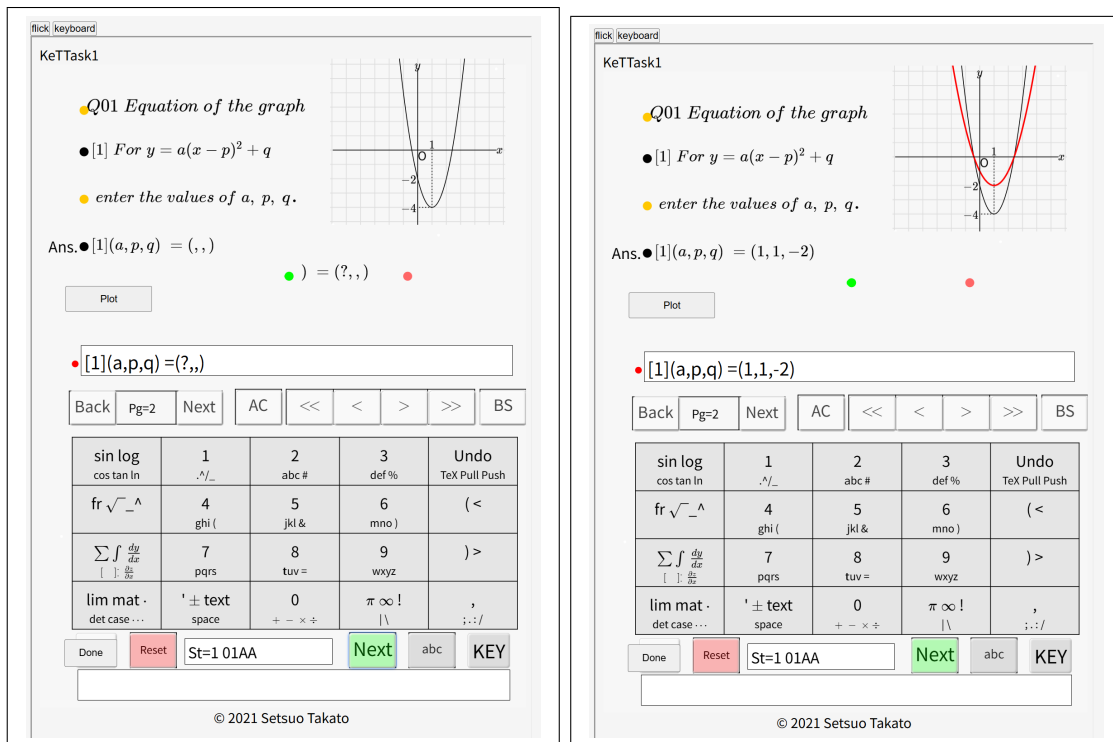 flick keyboard
KeTTask1
Q01 Equation of the graph
[1] For y = a(x − p)² + q
enter the values of a, p, q.
y
1
O
x
−2
−4
Ans. [1](a, p, q) = (, , )
) = (?, , )
Plot
[1](a,p,q) =(?,,)
Back Pg=2 Next AC << < > >> BS
sin log 1 2 3 Undo
cos tan ln .^/_ abc # def % TeX Pull Push
fr √‾_^ 4 5 6 ( <
ghi ( jkl & mno )
∑ ∫ dy/dx 7 8 9 ) >
[ ]: ∂z/∂x pqrs tuv = wxyz
lim mat · ' ± text 0 π ∞ ! ,
det case ··· space + − × ÷ | \ ; . : /
Done Reset St=1 01AA Next abc KEY
© 2021 Setsuo Takato
flick keyboard
KeTTask1
Q01 Equation of the graph
[1] For y = a(x − p)² + q
enter the values of a, p, q.
y
1
O
x
−2
−4
Ans. [1](a, p, q) = (1, 1, −2)
Plot
[1](a,p,q) =(1,1,-2)
Back Pg=2 Next AC << < > >> BS
sin log 1 2 3 Undo
cos tan ln .^/_ abc # def % TeX Pull Push
fr √‾_^ 4 5 6 ( <
ghi ( jkl & mno )
∑ ∫ dy/dx 7 8 9 ) >
[ ]: ∂z/∂x pqrs tuv = wxyz
lim mat · ' ± text 0 π ∞ ! ,
det case ··· space + − × ÷ | \ ; . : /
Done Reset St=1 01AA Next abc KEY
© 2021 Setsuo Takato